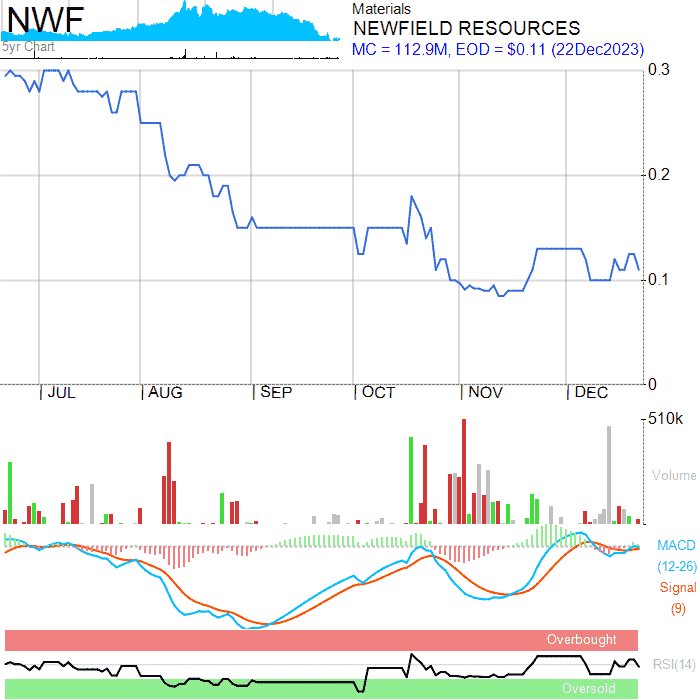 NWF
5yr Chart
Materials
NEWFIELD RESOURCES
MC = 112.9M, EOD = $0.11 (22Dec2023)
0.3
0.2
0.1
0
JUL
AUG
SEP
OCT
NOV
DEC
510k
Volume
MACD
(12-26)
Signal
(9)
Overbought
RSI(14)
Oversold